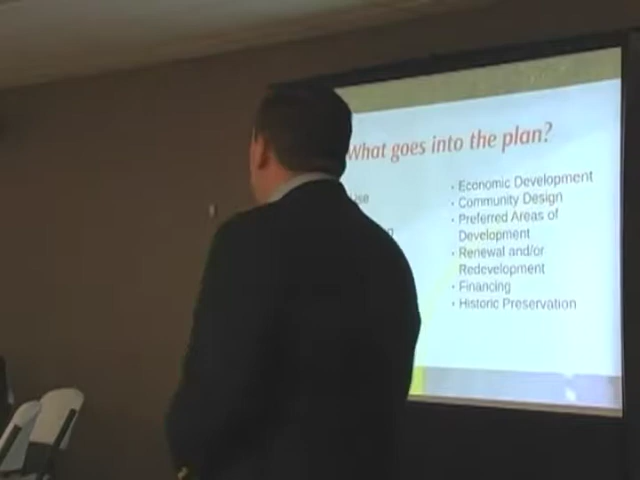 What goes into the plan?
use
· Economic Development
· Community Design
· Preferred Areas of
Development
· Renewal and/or
Redevelopment
· Financing
· Historic Preservation